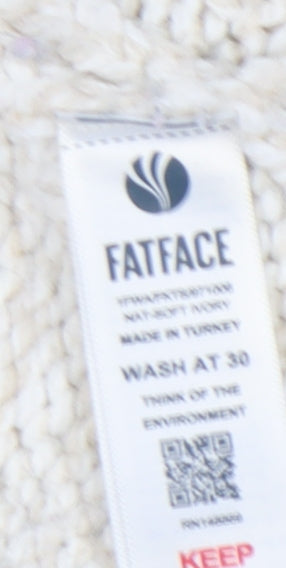 FATFACE
NAT-SOFT IVORY
MADE IN TURKEY
WASH AT 30
THINK OF THE
ENVIRONMENT
KEEP